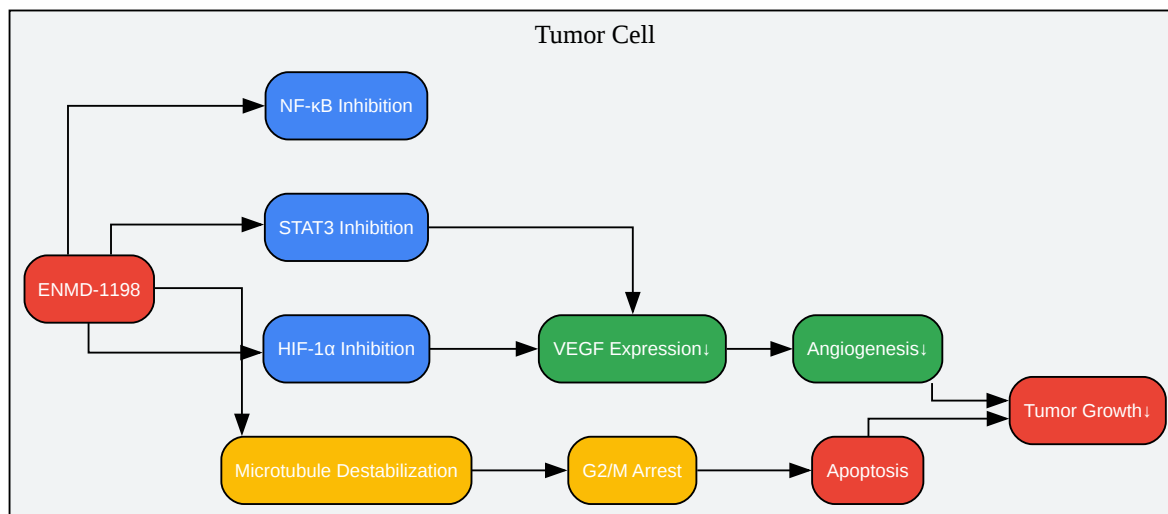 Tumor Cell
NF-κB Inhibition
STAT3 Inhibition
ENMD-1198
HIF-1α Inhibition
VEGF Expression↓
Angiogenesis↓
Tumor Growth↓
Microtubule Destabilization
G2/M Arrest
Apoptosis